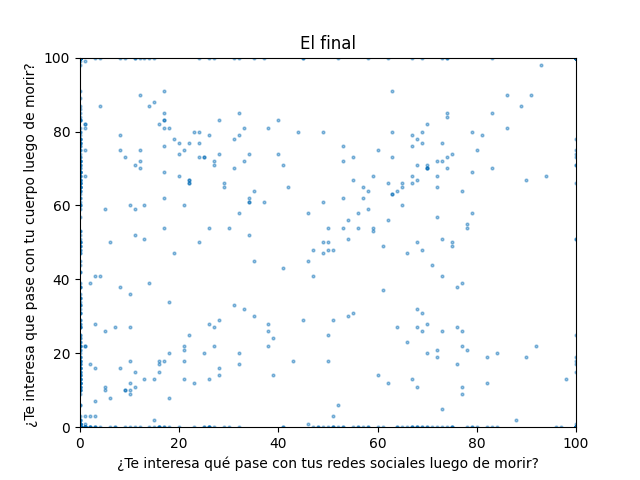 El final
100
80
60
40
20
0
¿Te interesa que pase con tu cuerpo luego de morir?
0 20 40 60 80 100
¿Te interesa qué pase con tus redes sociales luego de morir?